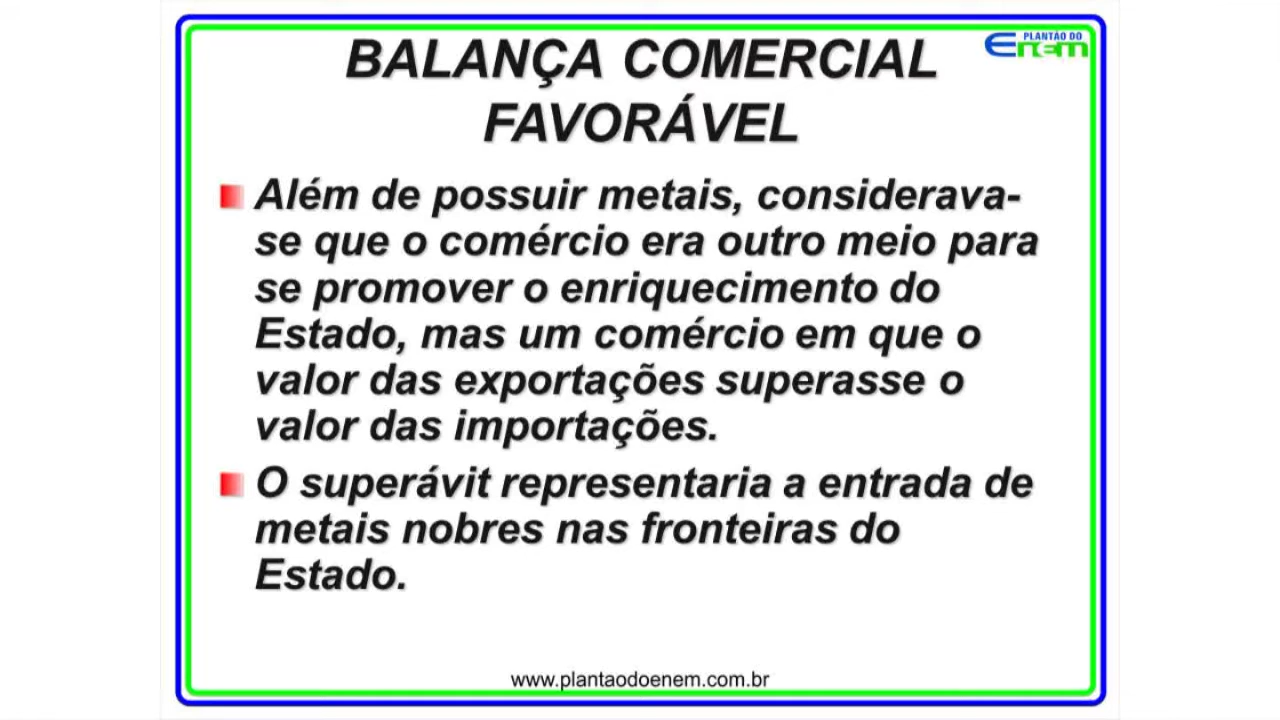 PLANTÃO DO
Enem
BALANÇA COMERCIAL
FAVORÁVEL
Além de possuir metais, considerava-
se que o comércio era outro meio para
se promover o enriquecimento do
Estado, mas um comércio em que o
valor das exportações superasse o
valor das importações.
O superávit representaria a entrada de
metais nobres nas fronteiras do
Estado.
www.plantaodoenem.com.br